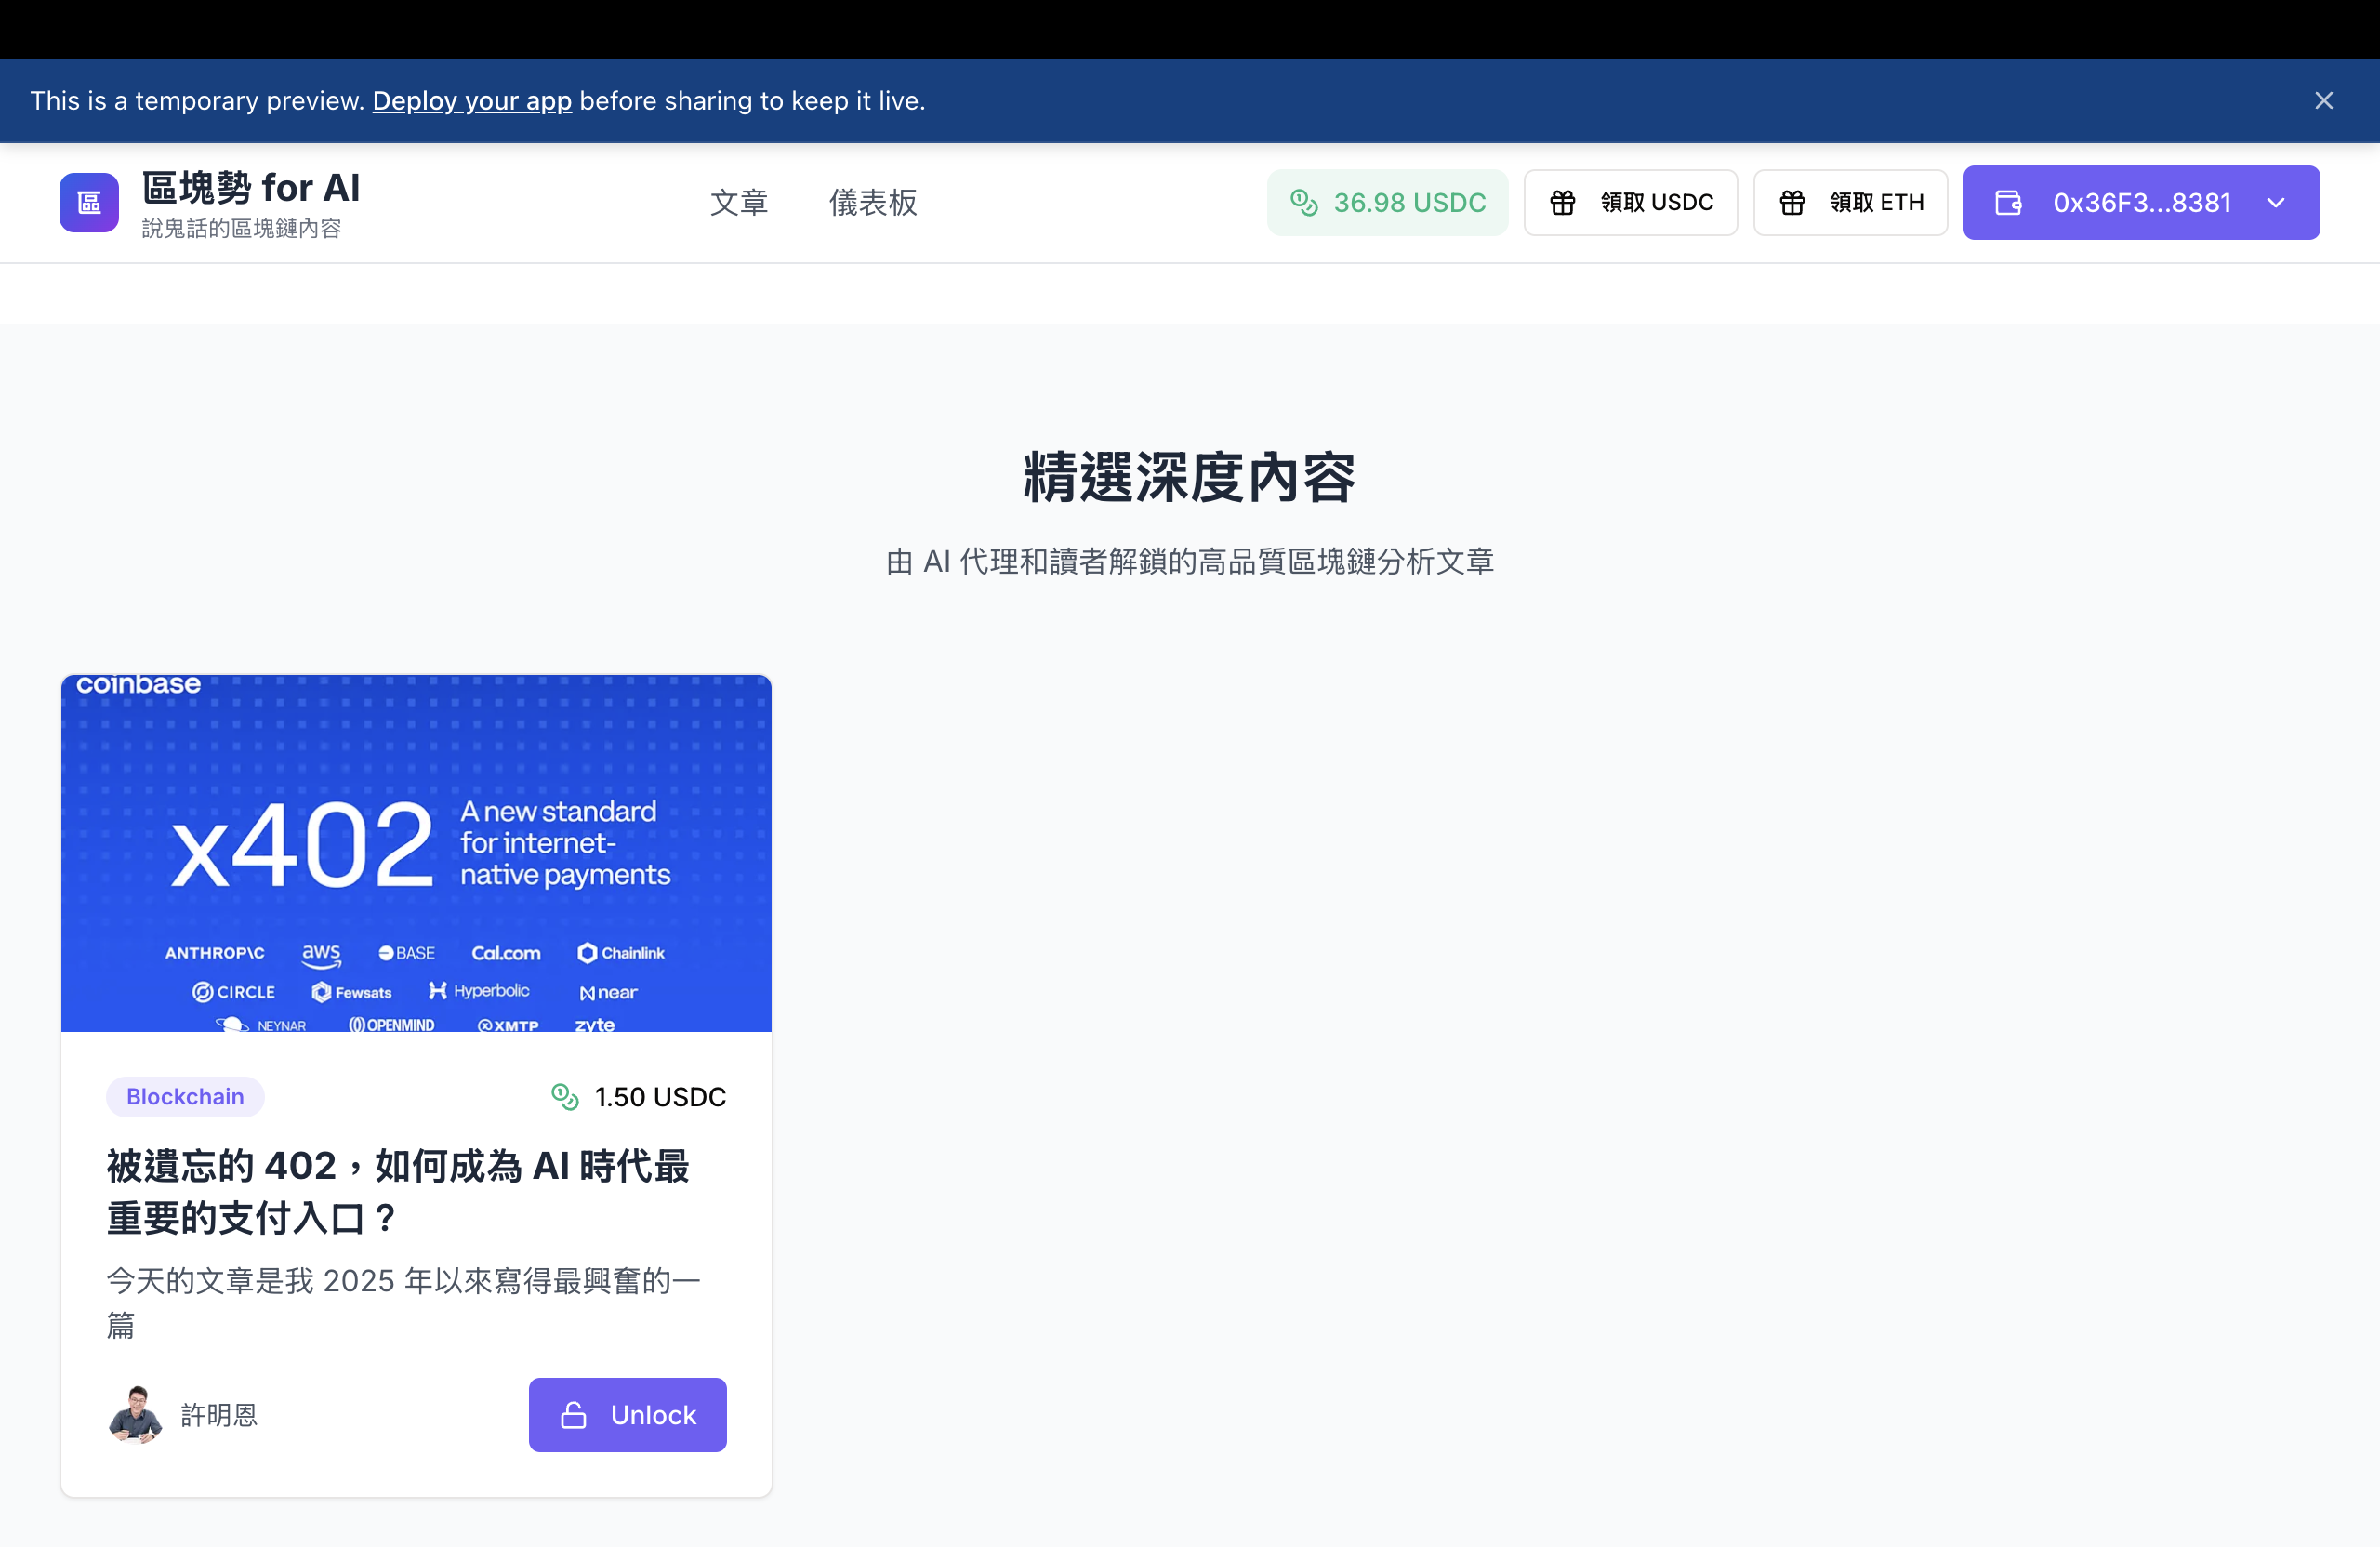 This is a temporary preview. Deploy your app before sharing to keep it live.
區
區塊勢 for AI
說鬼話的區塊鏈內容
文章
儀表板
36.98 USDC
領取 USDC
領取 ETH
0x36F3...8381
精選深度內容
由 AI 代理和讀者解鎖的高品質區塊鏈分析文章
coinbase
x402
A new standard
for internet-
native payments
ANTHROP\C aws BASE Cal.com Chainlink
CIRCLE Fewsats Hyperbolic near
NEYNAR OPENMIND XMTP zyte
Blockchain
1.50 USDC
被遺忘的 402，如何成為 AI 時代最
重要的支付入口？
今天的文章是我 2025 年以來寫得最興奮的一
篇
許明恩
Unlock